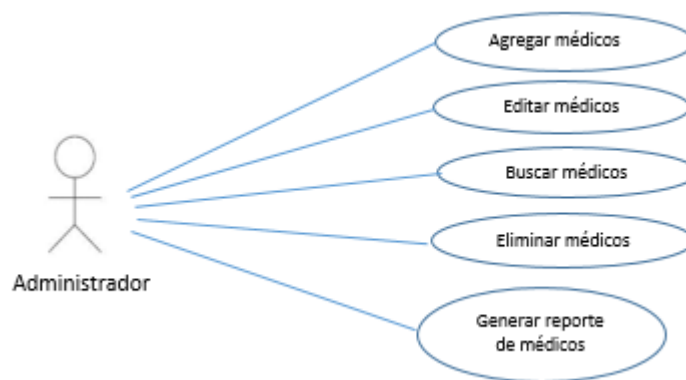 Agregar médicos
Editar médicos
Buscar médicos
Eliminar médicos
Administrador
Generar reporte
de médicos